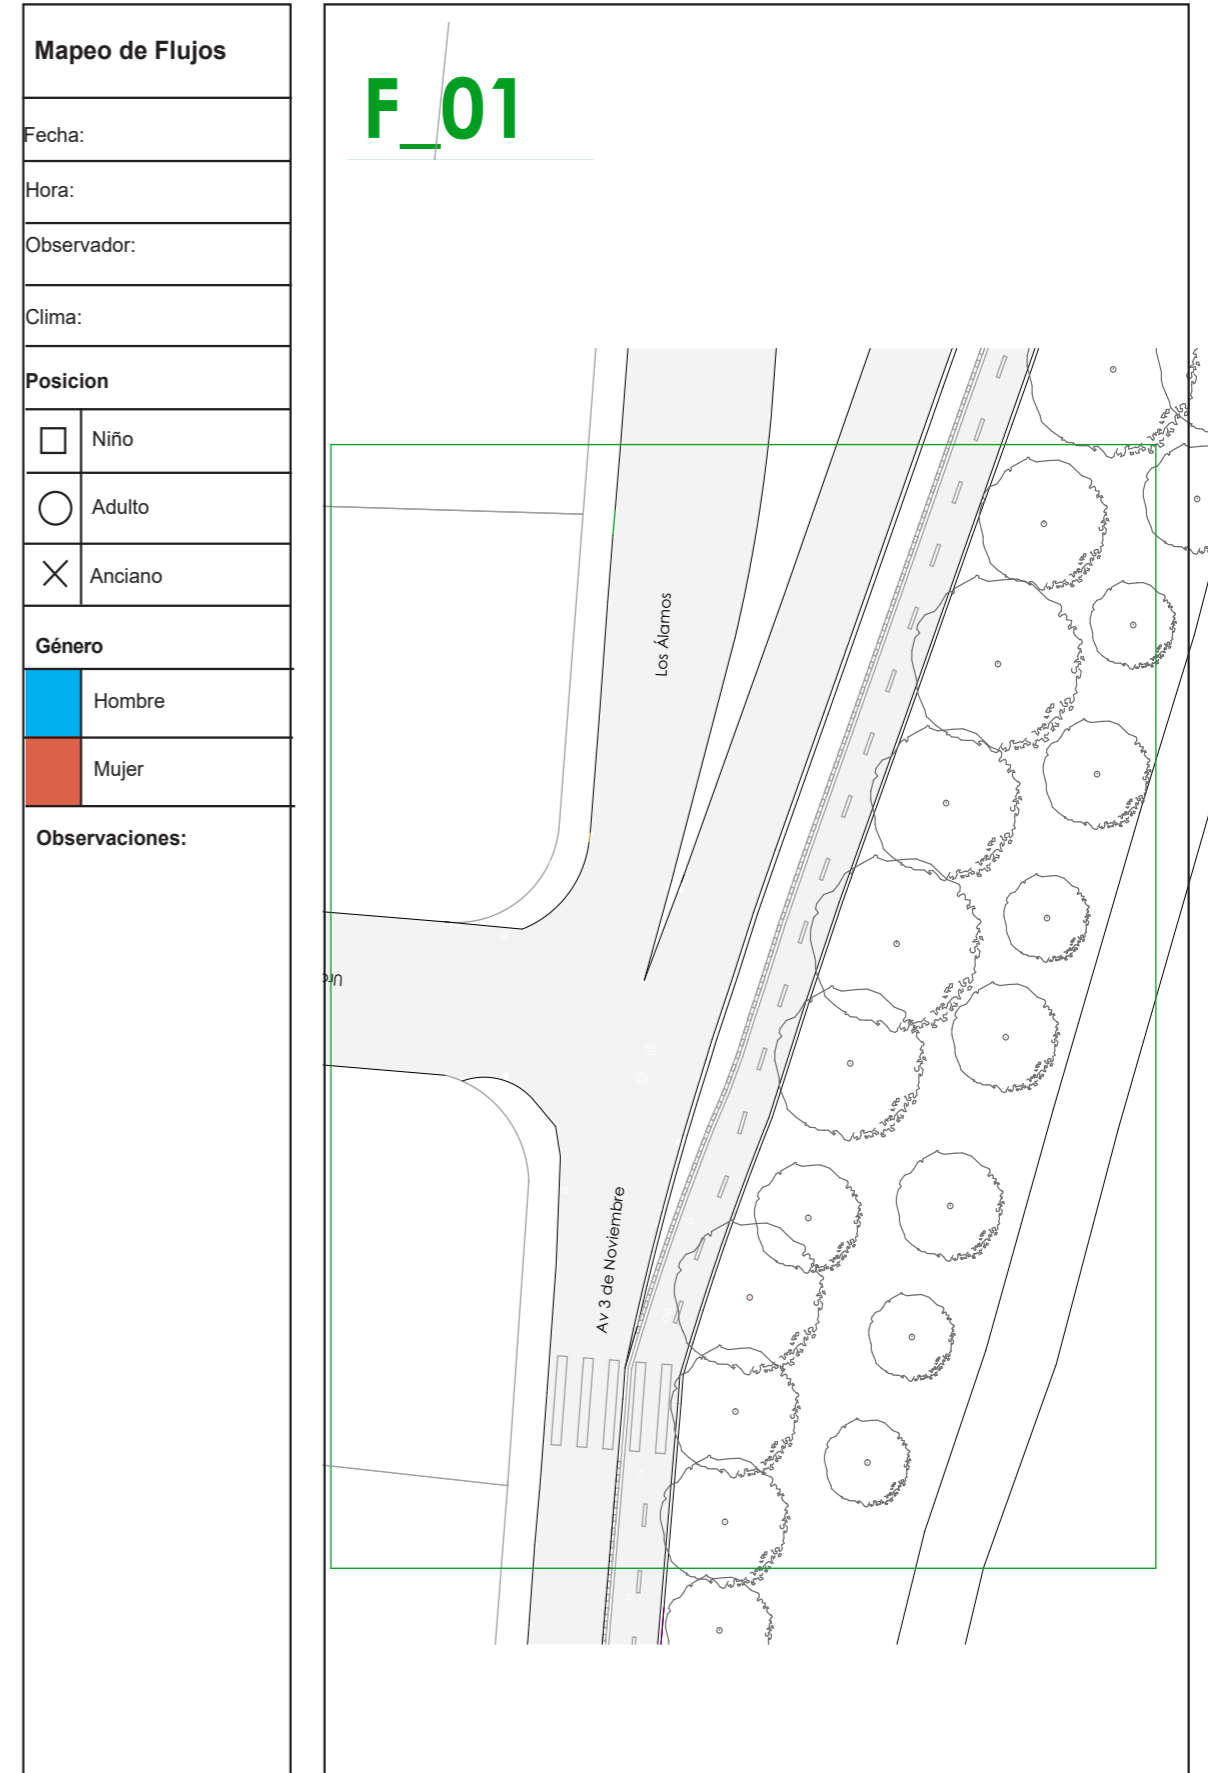 Mapeo de Flujos
Fecha:
Hora:
Observador:
Clima:
Posicion
Niño
Adulto
Anciano
Género
Hombre
Mujer
Observaciones:
F_01
Los Álamos
Av 3 de Noviembre